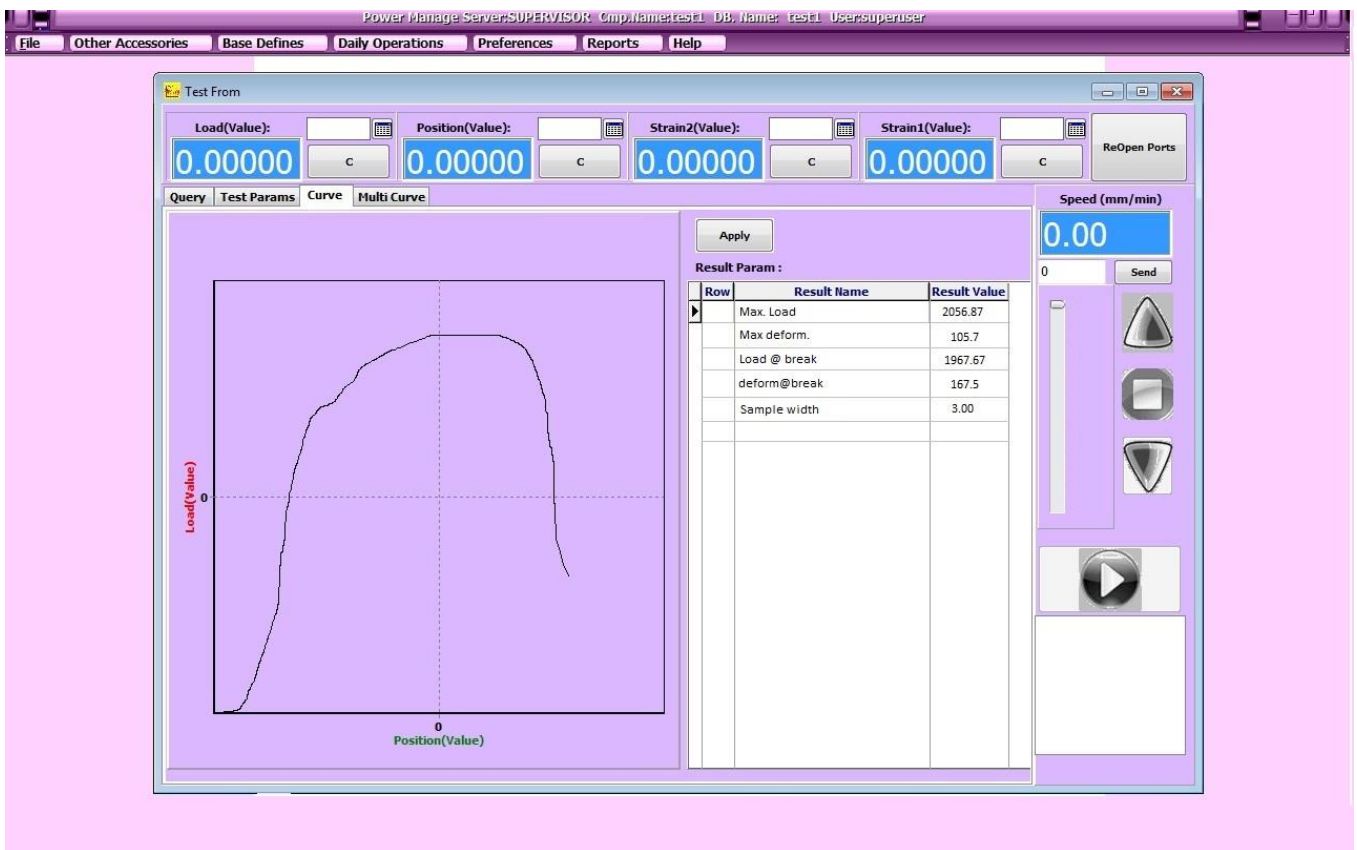 Power Manage Server:SUPERVISOR Cmp.Name:test1 DB. Name: test1 User:superuser
File Other Accessories Base Defines Daily Operations Preferences Reports Help
Test From
Load(Value): Position(Value): Strain2(Value): Strain1(Value):
0.00000 C 0.00000 C 0.00000 C 0.00000 C ReOpen Ports
Query Test Params Curve Multi Curve
Speed (mm/min)
0.00
0 Send
Apply
Result Param :
Row Result Name Result Value
Max. Load 2056.87
Max deform. 105.7
Load @ break 1967.67
deform@break 167.5
Sample width 3.00
Load(Value)
0
0
Position(Value)